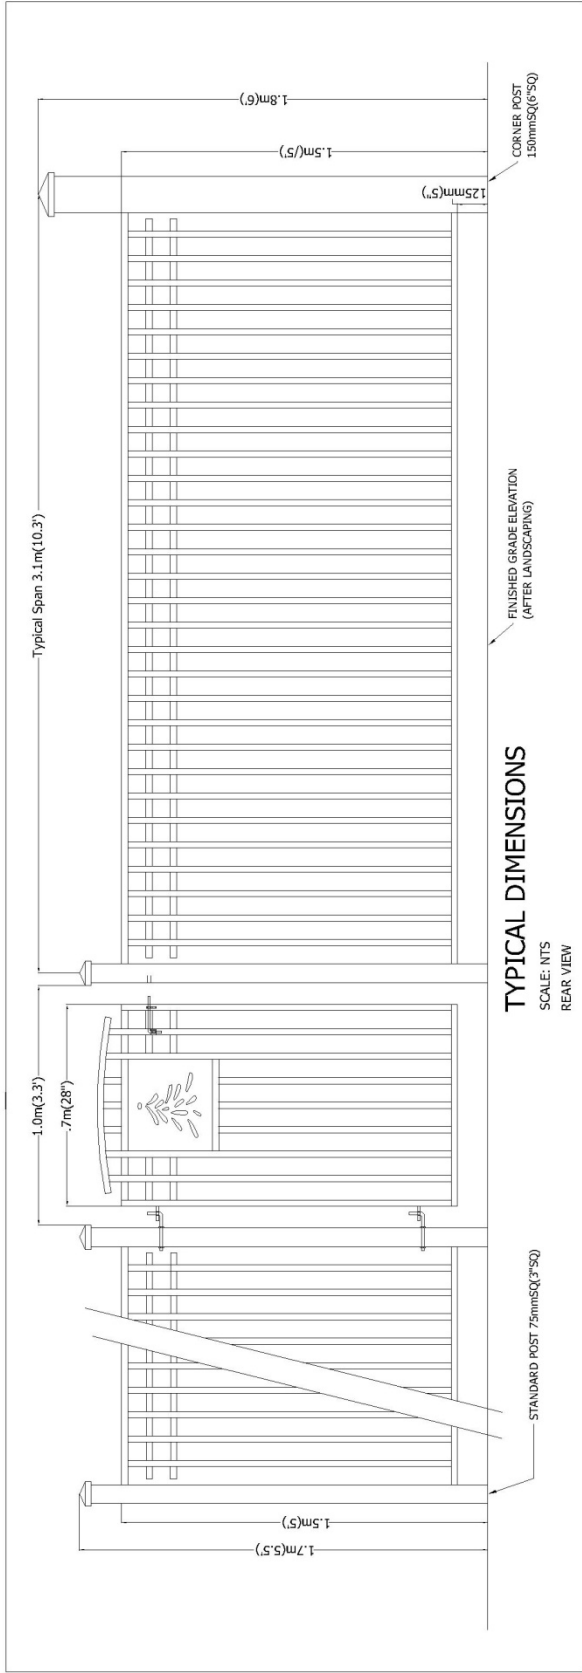 1.7m(5.5')
1.5m(5')
1.0m(3.3')
.7m(28")
Typical Span 3.1m(10.3')
1.8m(6')
1.5m(/5')
125mm(5")
STANDARD POST 75mmSQ(3"SQ)
FINISHED GRADE ELEVATION
(AFTER LANDSCAPING)
CORNER POST
150mmSQ(6"SQ)
TYPICAL DIMENSIONS
SCALE: NTS
REAR VIEW